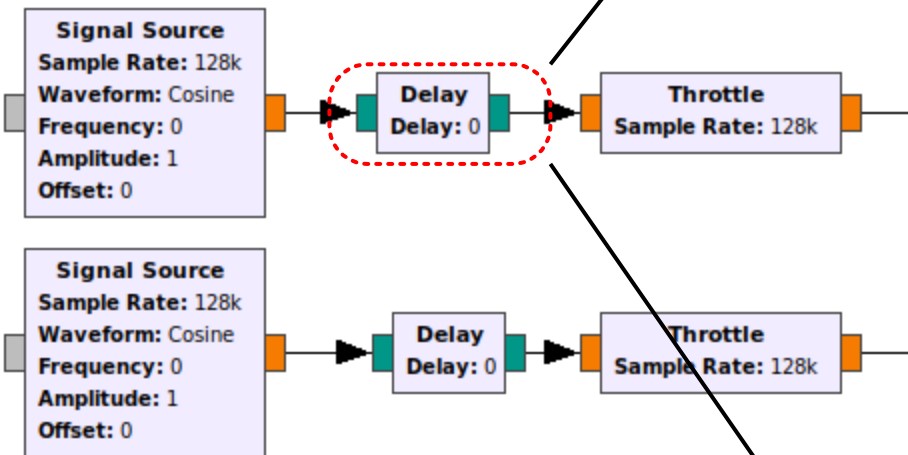 Signal Source
Sample Rate: 128k
Waveform: Cosine
Frequency: 0
Amplitude: 1
Offset: 0
Delay
Delay: 0
Throttle
Sample Rate: 128k
Signal Source
Sample Rate: 128k
Waveform: Cosine
Frequency: 0
Amplitude: 1
Offset: 0
Delay
Delay: 0
Throttle
Sample Rate: 128k